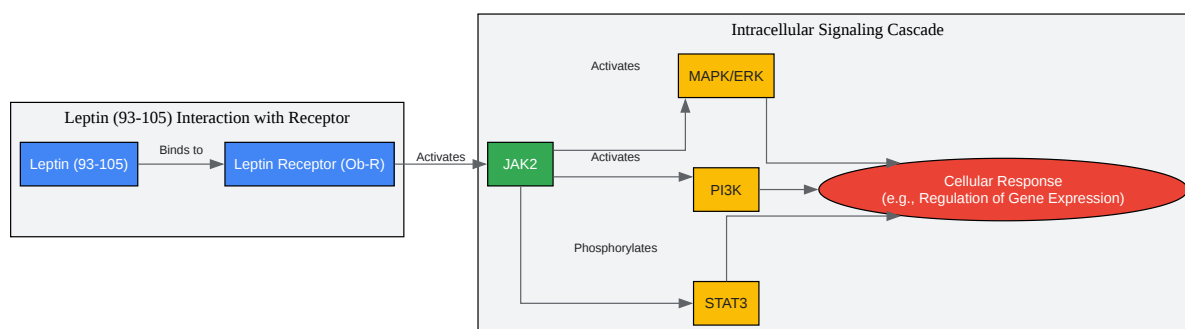 Intracellular Signaling Cascade
Activates
MAPK/ERK
Leptin (93-105) Interaction with Receptor
Leptin (93-105)
Binds to
Leptin Receptor (Ob-R)
Activates
JAK2
Activates
PI3K
Cellular Response
(e.g., Regulation of Gene Expression)
Phosphorylates
STAT3